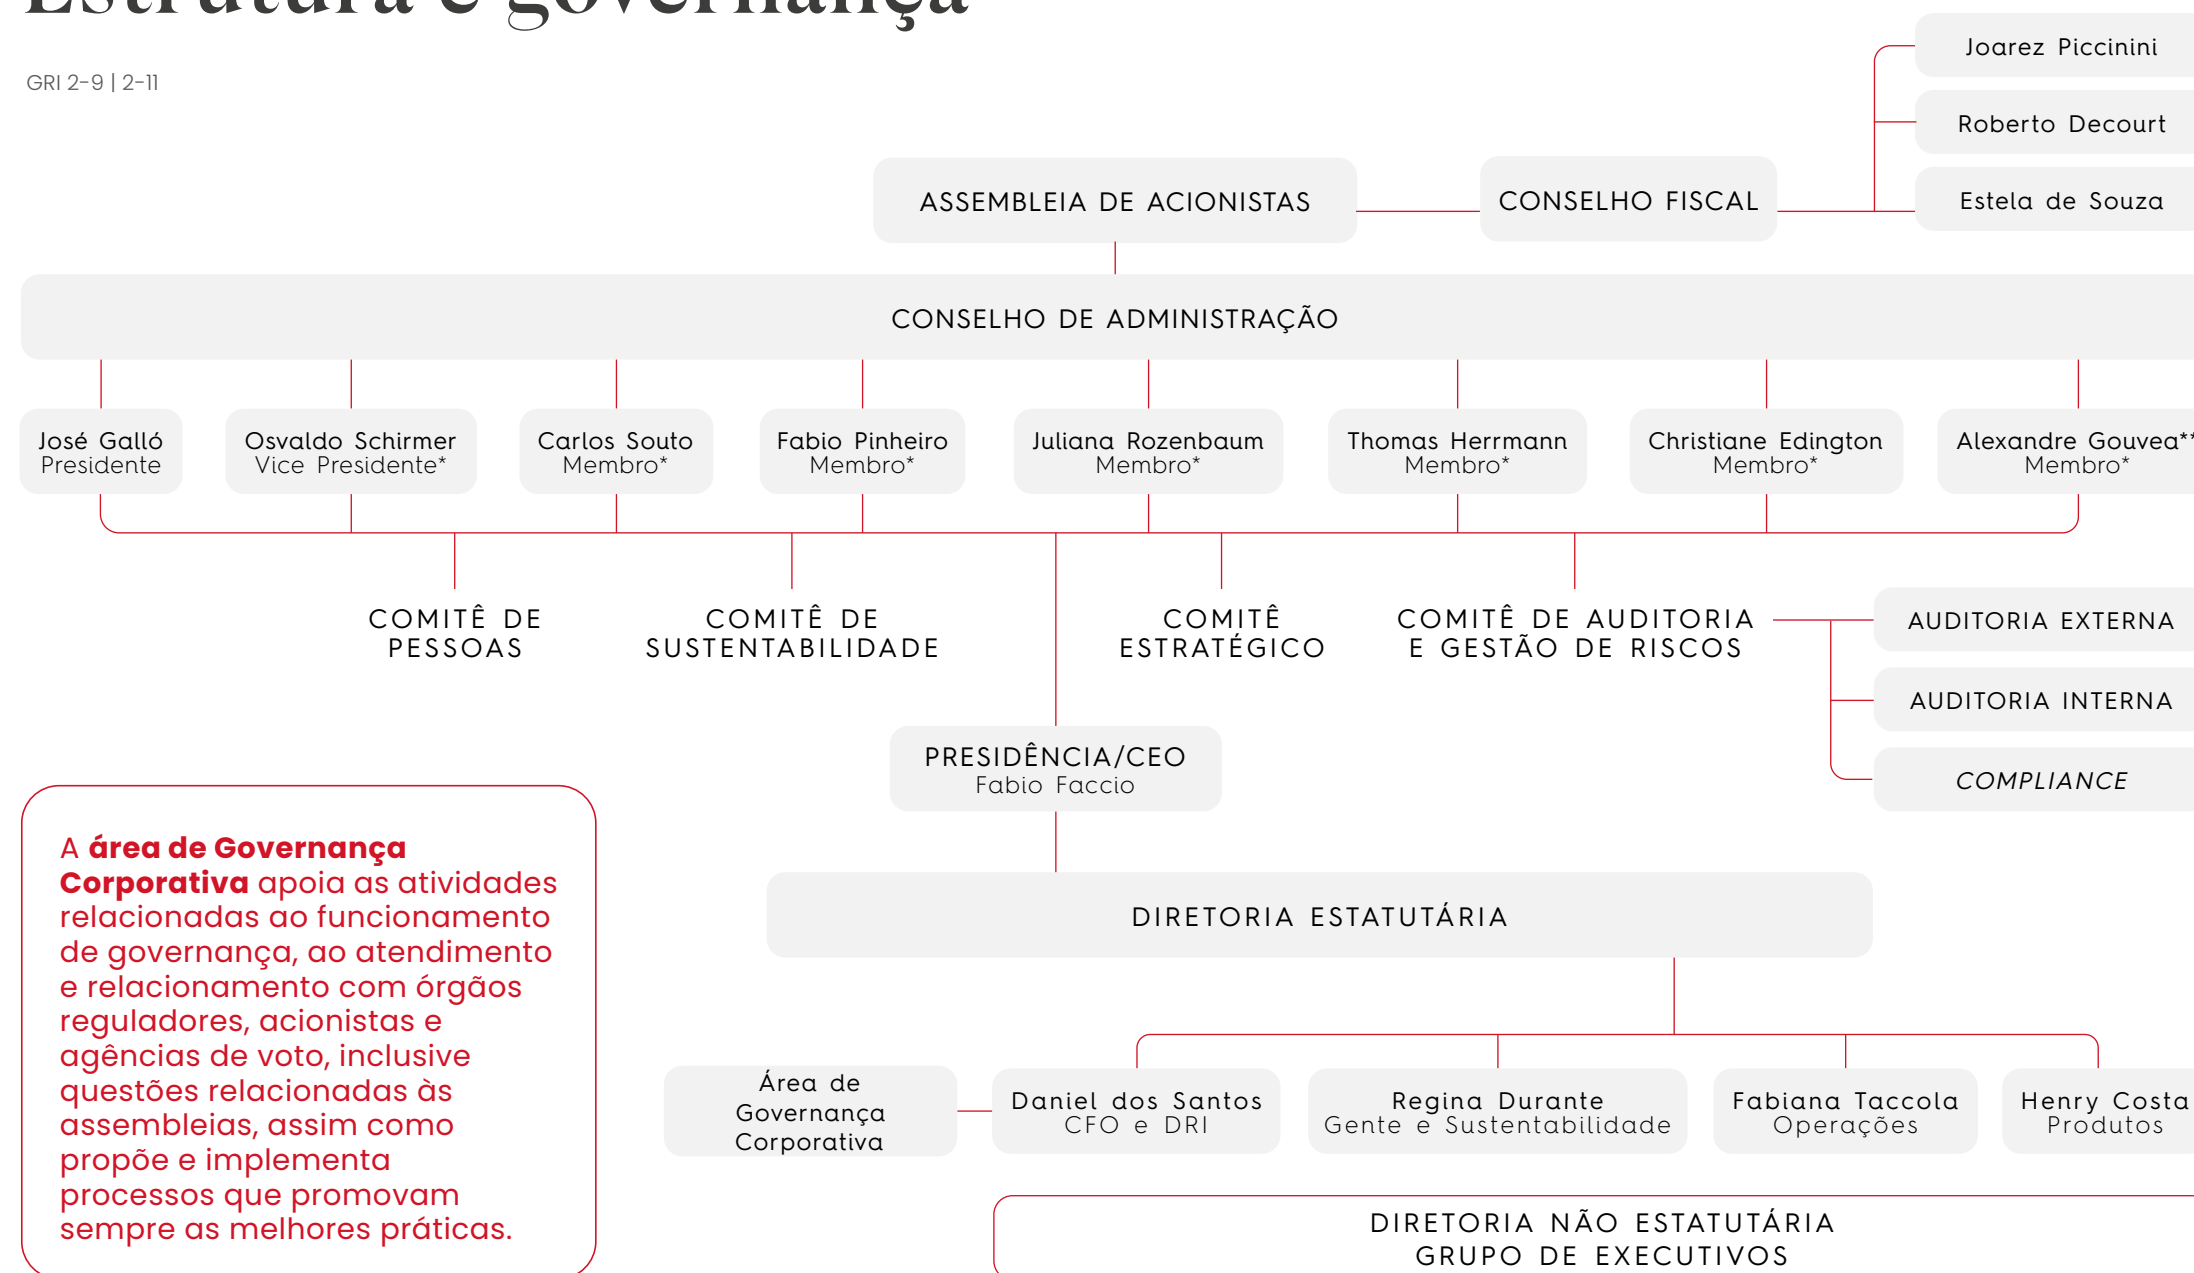 Estrutura e governança
GRI 2-9 | 2-11
Joarez Piccinini
Roberto Decourt
Estela de Souza
ASSEMBLEIA DE ACIONISTAS
CONSELHO FISCAL
CONSELHO DE ADMINISTRAÇÃO
José Galló
Presidente
Osvaldo Schirmer
Vice Presidente*
Carlos Souto
Membro*
Fabio Pinheiro
Membro*
Juliana Rozenbaum
Membro*
Thomas Herrmann
Membro*
Christiane Edington
Membro*
Alexandre Gouvea**
Membro*
COMITÊ DE
PESSOAS
COMITÊ DE
SUSTENTABILIDADE
COMITÊ
ESTRATÉGICO
COMITÊ DE AUDITORIA
E GESTÃO DE RISCOS
AUDITORIA EXTERNA
AUDITORIA INTERNA
COMPLIANCE
PRESIDÊNCIA/CEO
Fabio Faccio
A área de Governança
Corporativa apoia as atividades
relacionadas ao funcionamento
de governança, ao atendimento
e relacionamento com órgãos
reguladores, acionistas e
agências de voto, inclusive
questões relacionadas às
assembleias, assim como
propõe e implementa
processos que promovam
sempre as melhores práticas.
DIRETORIA ESTATUTÁRIA
Área de
Governança
Corporativa
Daniel dos Santos
CFO e DRI
Regina Durante
Gente e Sustentabilidade
Fabiana Taccola
Operações
Henry Costa
Produtos
DIRETORIA NÃO ESTATUTÁRIA
GRUPO DE EXECUTIVOS